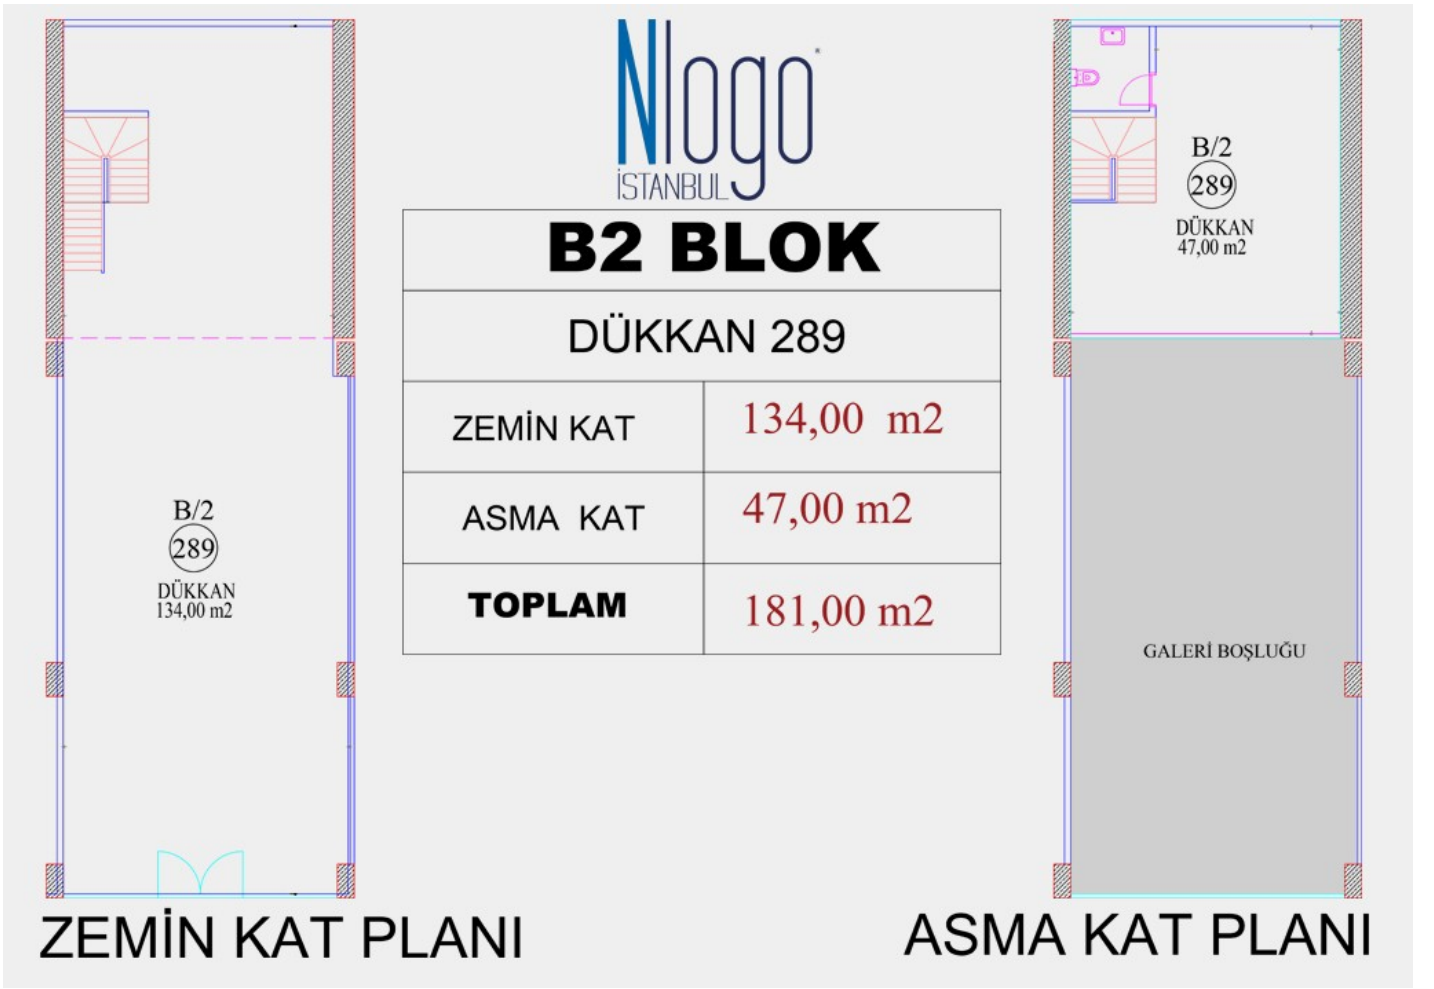 Nlogo
İSTANBUL
B2 BLOK
DÜKKAN 289
ZEMİN KAT 134,00 m2
ASMA KAT 47,00 m2
TOPLAM 181,00 m2
B/2
289
DÜKKAN
134,00 m2
ZEMİN KAT PLANI
B/2
289
DÜKKAN
47,00 m2
GALERİ BOŞLUĞU
ASMA KAT PLANI